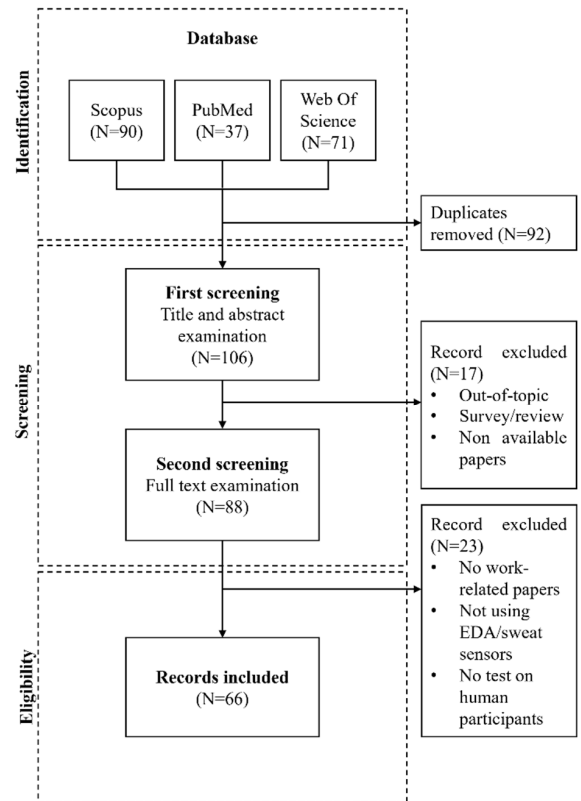 Identification
Database
Scopus
(N=90)
PubMed
(N=37)
Web Of
Science
(N=71)
Duplicates
removed (N=92)
Screening
First screening
Title and abstract
examination
(N=106)
Record excluded
(N=17)
• Out-of-topic
• Survey/review
• Non available
papers
Second screening
Full text examination
(N=88)
Record excluded
(N=23)
• No work-
related papers
• Not using
EDA/sweat
sensors
• No test on
human
participants
Eligibility
Records included
(N=66)